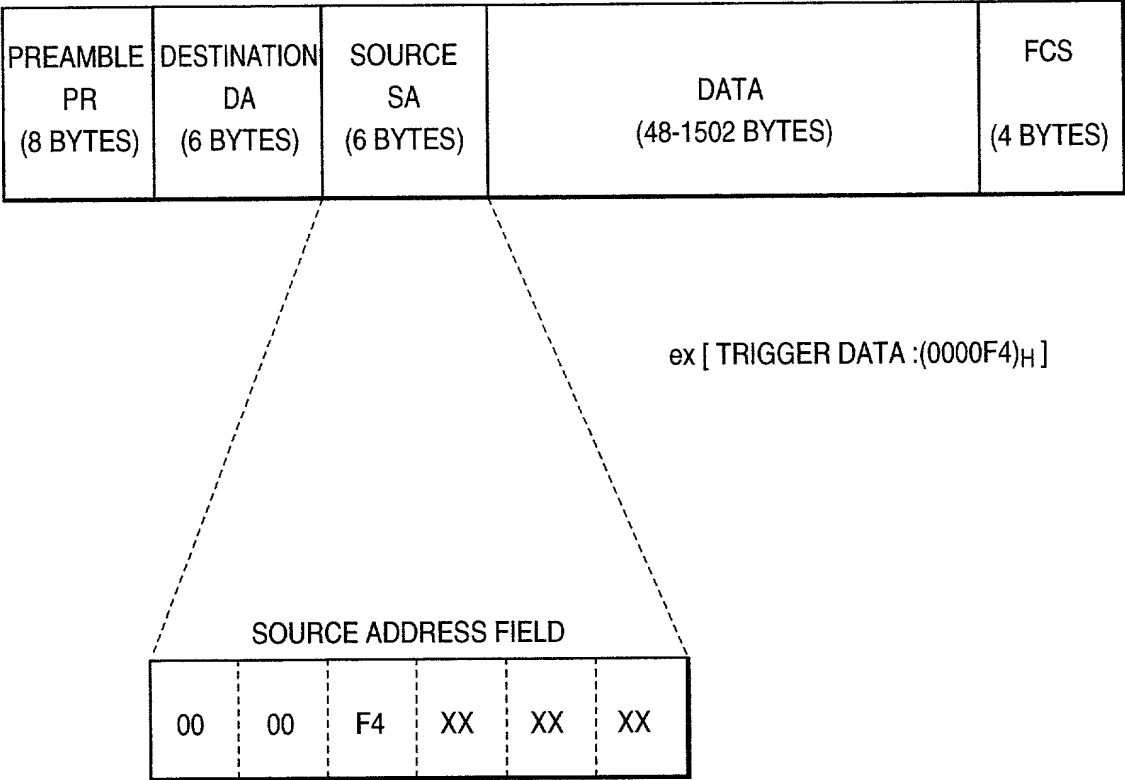 PREAMBLE
PR
(8 BYTES)
DESTINATION
DA
(6 BYTES)
SOURCE
SA
(6 BYTES)
DATA
(48-1502 BYTES)
FCS
(4 BYTES)
ex [ TRIGGER DATA :(0000F4)H ]
SOURCE ADDRESS FIELD
00 00 F4 XX XX XX